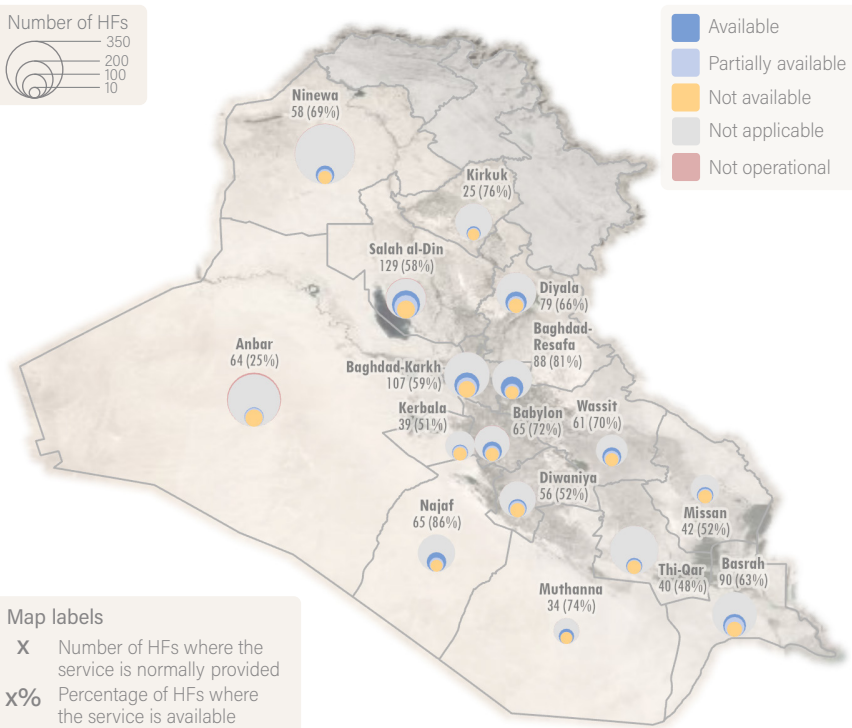 Number of HFs
350
200
100
10
Available
Partially available
Not available
Not applicable
Not operational
Ninewa
58 (69%)
Kirkuk
25 (76%)
Salah al-Din
129 (58%)
Diyala
79 (66%)
Baghdad-
Resafa
88 (81%)
Anbar
64 (25%)
Baghdad-Karkh
107 (59%)
Kerbala
39 (51%)
Babylon
65 (72%)
Wassit
61 (70%)
Diwaniya
56 (52%)
Missan
42 (52%)
Najaf
65 (86%)
Thi-Qar
40 (48%)
Basrah
90 (63%)
Muthanna
34 (74%)
Map labels
X Number of HFs where the
service is normally provided
x% Percentage of HFs where
the service is available